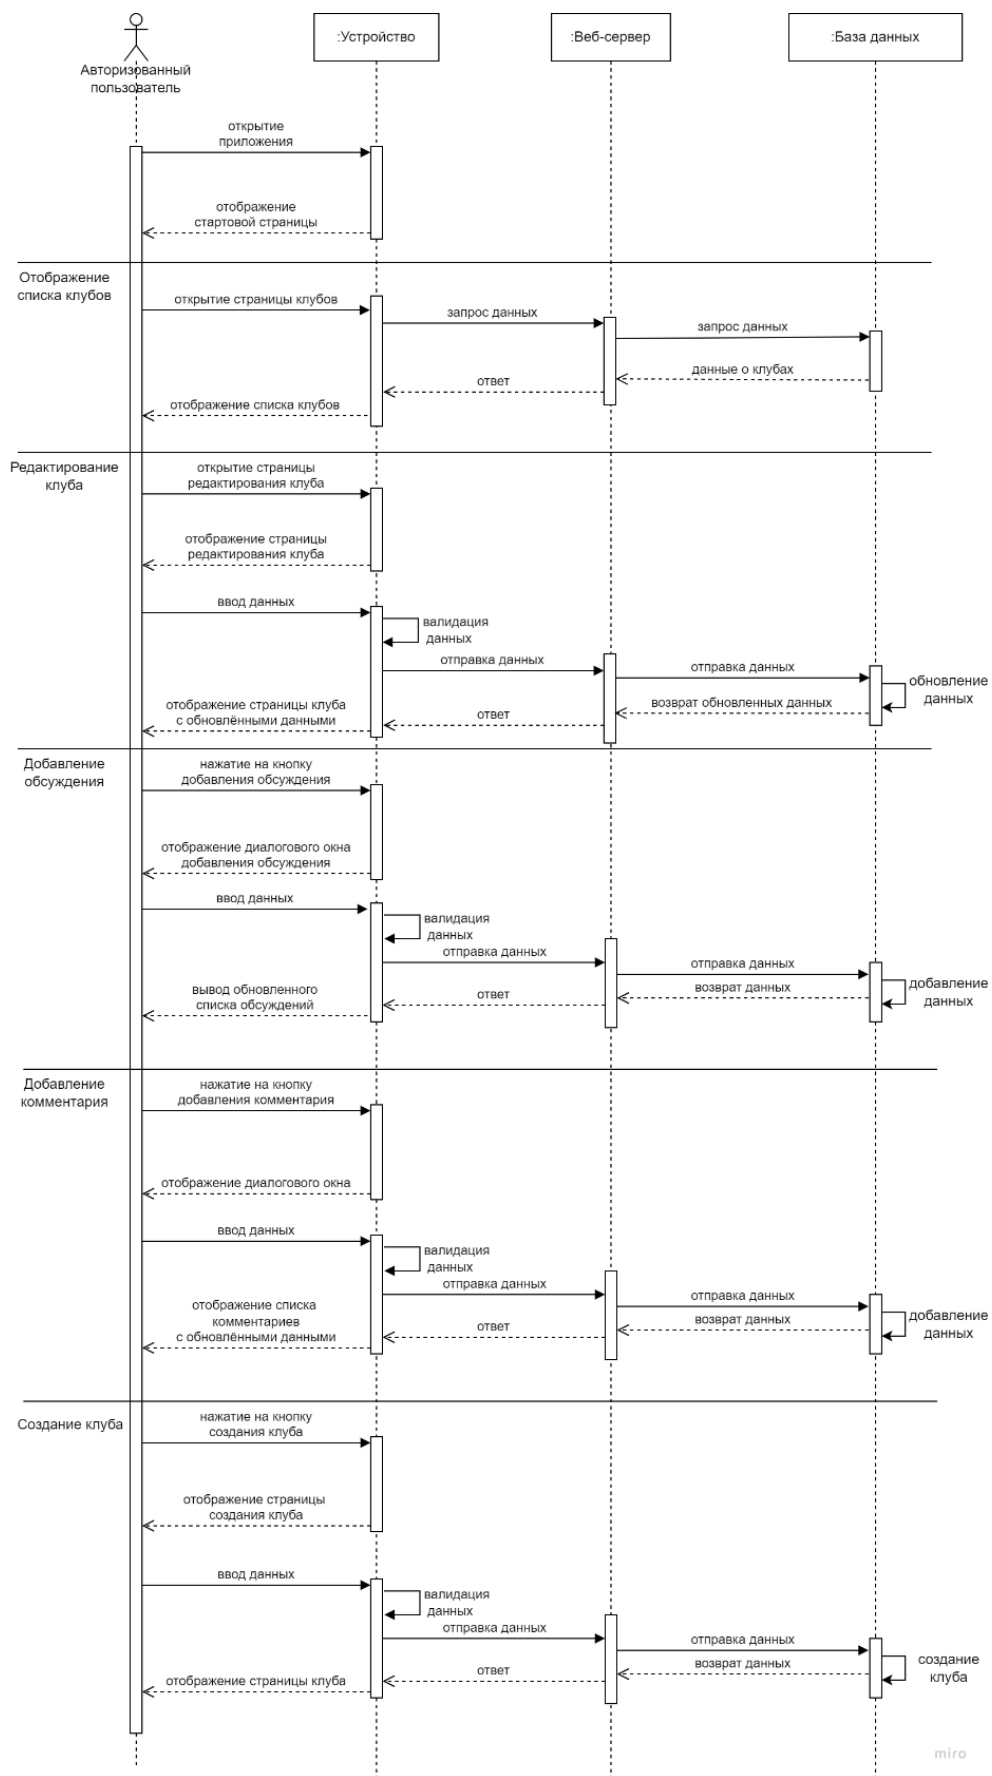 :Устройство
:Веб-сервер
:База данных
Авторизованный
пользователь
открытие
приложения
отображение
стартовой страницы
Отображение
списка клубов
открытие страницы клубов
запрос данных
запрос данных
данные о клубах
ответ
отображение списка клубов
Редактирование
клуба
открытие страницы
редактирования клуба
отображение страницы
редактирования клуба
ввод данных
валидация
данных
отправка данных
отправка данных
обновление
данных
возврат обновленных данных
ответ
отображение страницы клуба
с обновлёнными данными
Добавление
обсуждения
нажатие на кнопку
добавления обсуждения
отображение диалогового окна
добавления обсуждения
ввод данных
валидация
данных
отправка данных
отправка данных
добавление
данных
возврат данных
ответ
вывод обновленного
списка обсуждений
Добавление
комментария
нажатие на кнопку
добавления комментария
отображение диалогового окна
ввод данных
валидация
данных
отправка данных
отправка данных
добавление
данных
возврат данных
ответ
отображение списка
комментариев
с обновлёнными данными
Создание клуба
нажатие на кнопку
создания клуба
отображение страницы
создания клуба
ввод данных
валидация
данных
отправка данных
отправка данных
создание
клуба
возврат данных
ответ
отображение страницы клуба
miro